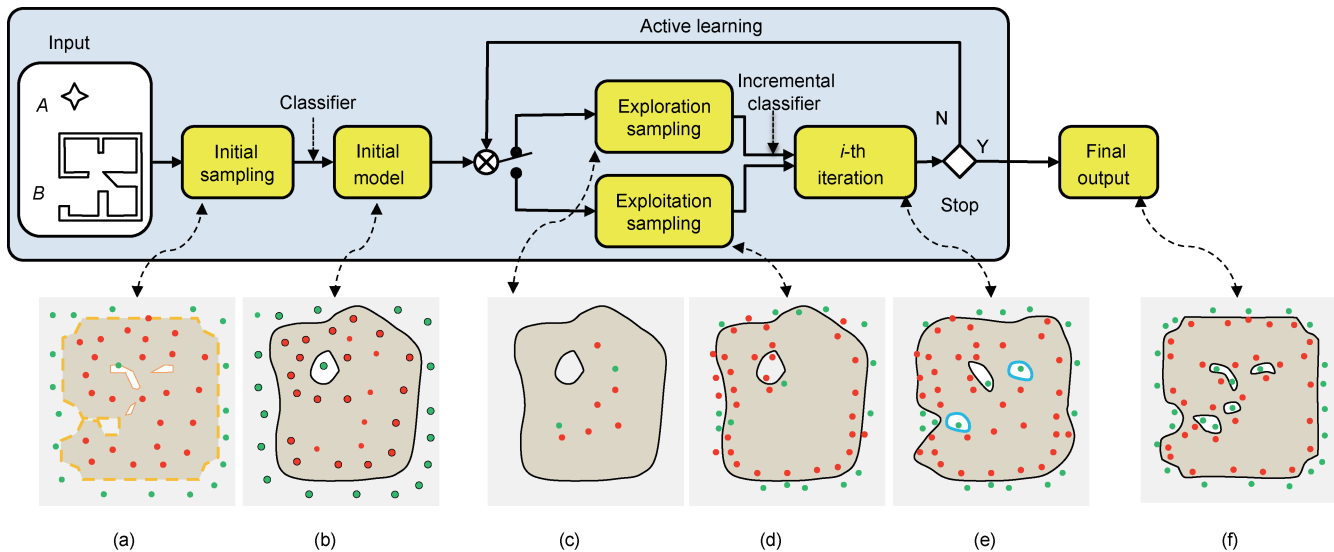 Active learning
Input
A
B
Classifier
Initial
sampling
Initial
model
Exploration
sampling
Exploitation
sampling
Incremental
classifier
i-th
iteration
N
Y
Stop
Final
output
(a)
(b)
(c)
(d)
(e)
(f)